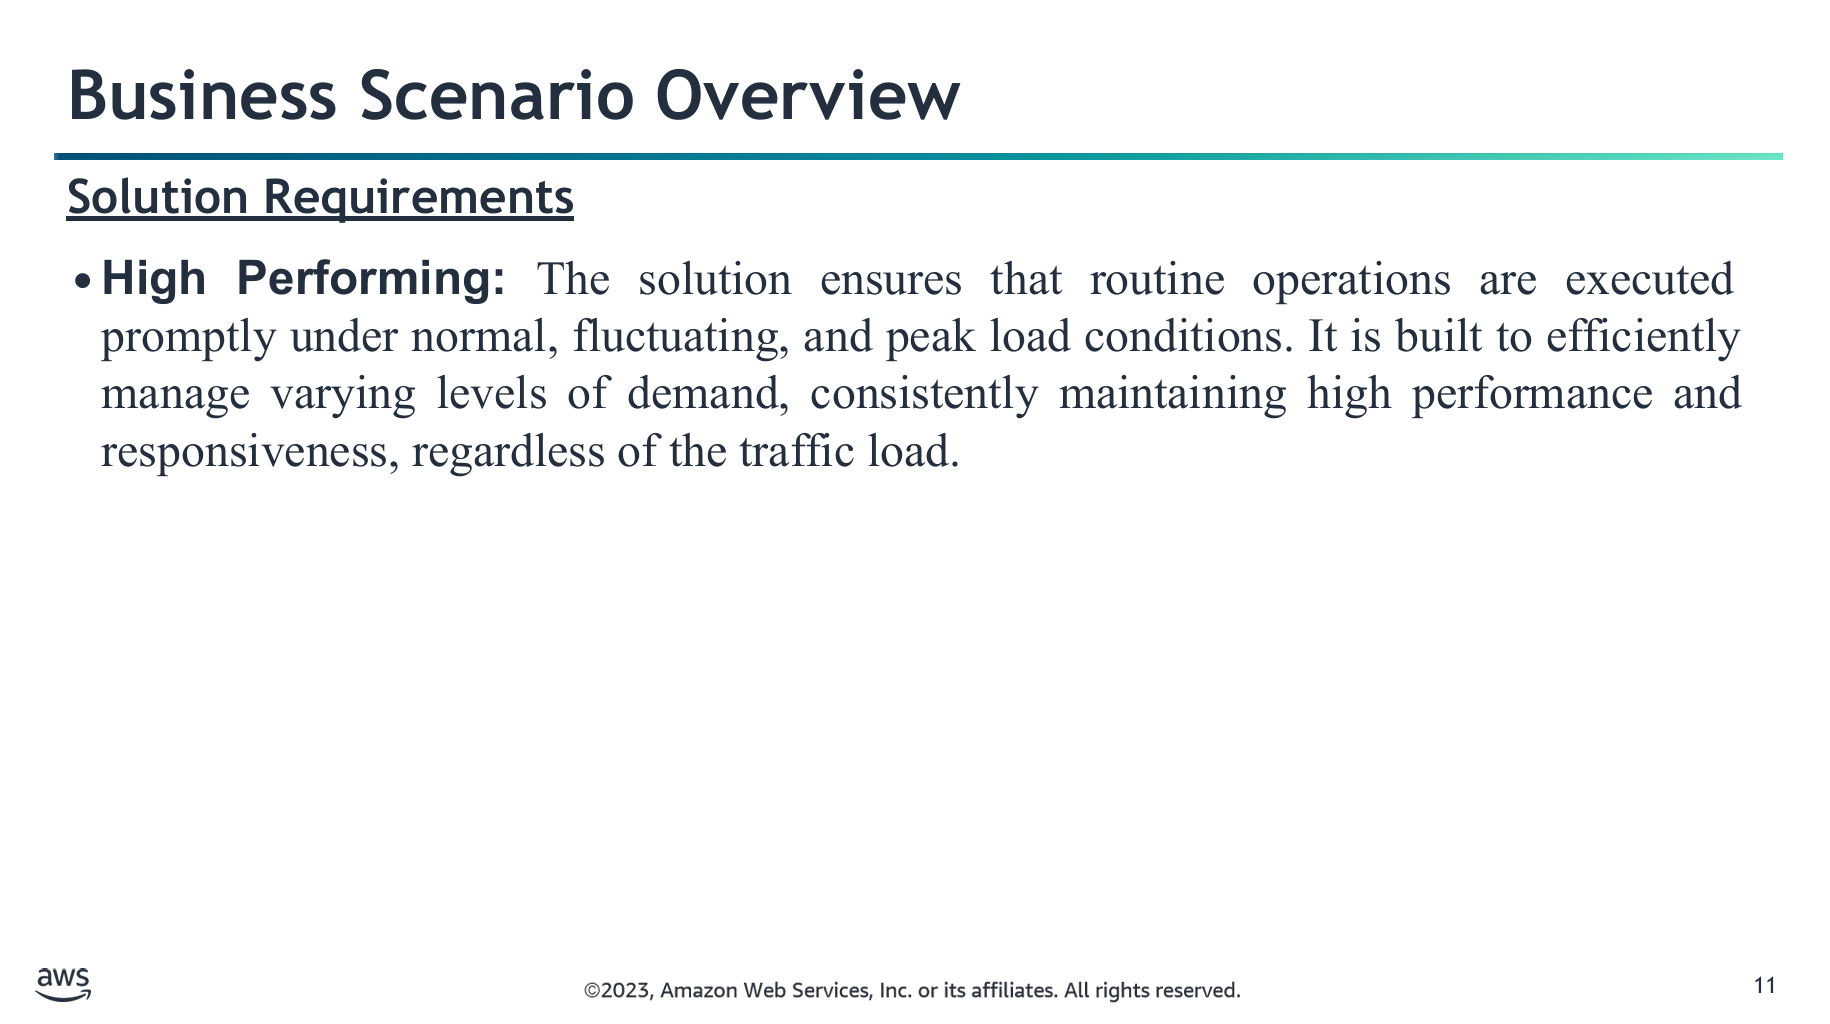 Business Scenario Overview
Solution Requirements
• High Performing: The solution ensures that routine operations are executed
promptly under normal, fluctuating, and peak load conditions. It is built to efficiently
manage varying levels of demand, consistently maintaining high performance and
responsiveness, regardless of the traffic load.
aws
©2023, Amazon Web Services, Inc. or its affiliates. All rights reserved.
11